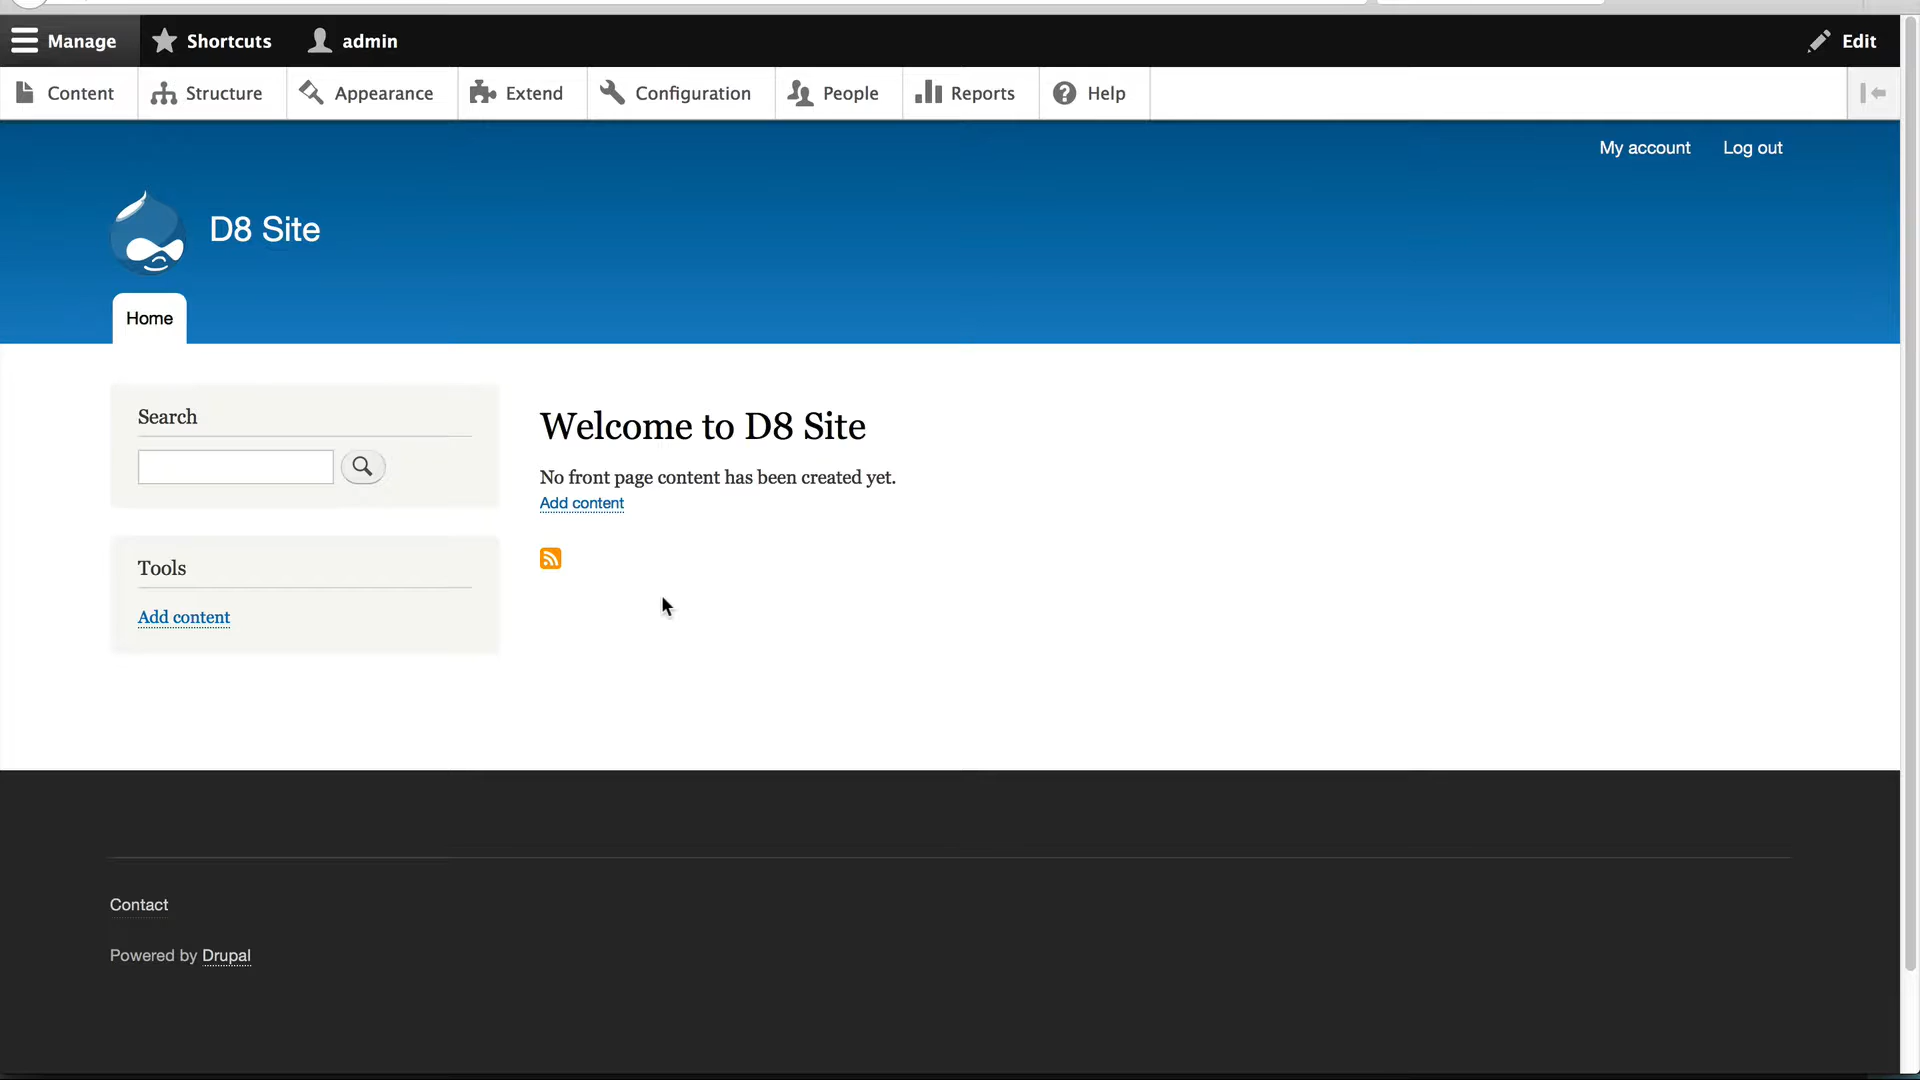 Manage Shortcuts admin Edit
Content Structure Appearance Extend Configuration People Reports Help
My account Log out
D8 Site
Home
Search
Welcome to D8 Site
No front page content has been created yet.
Add content
Tools
Add content
Contact
Powered by Drupal